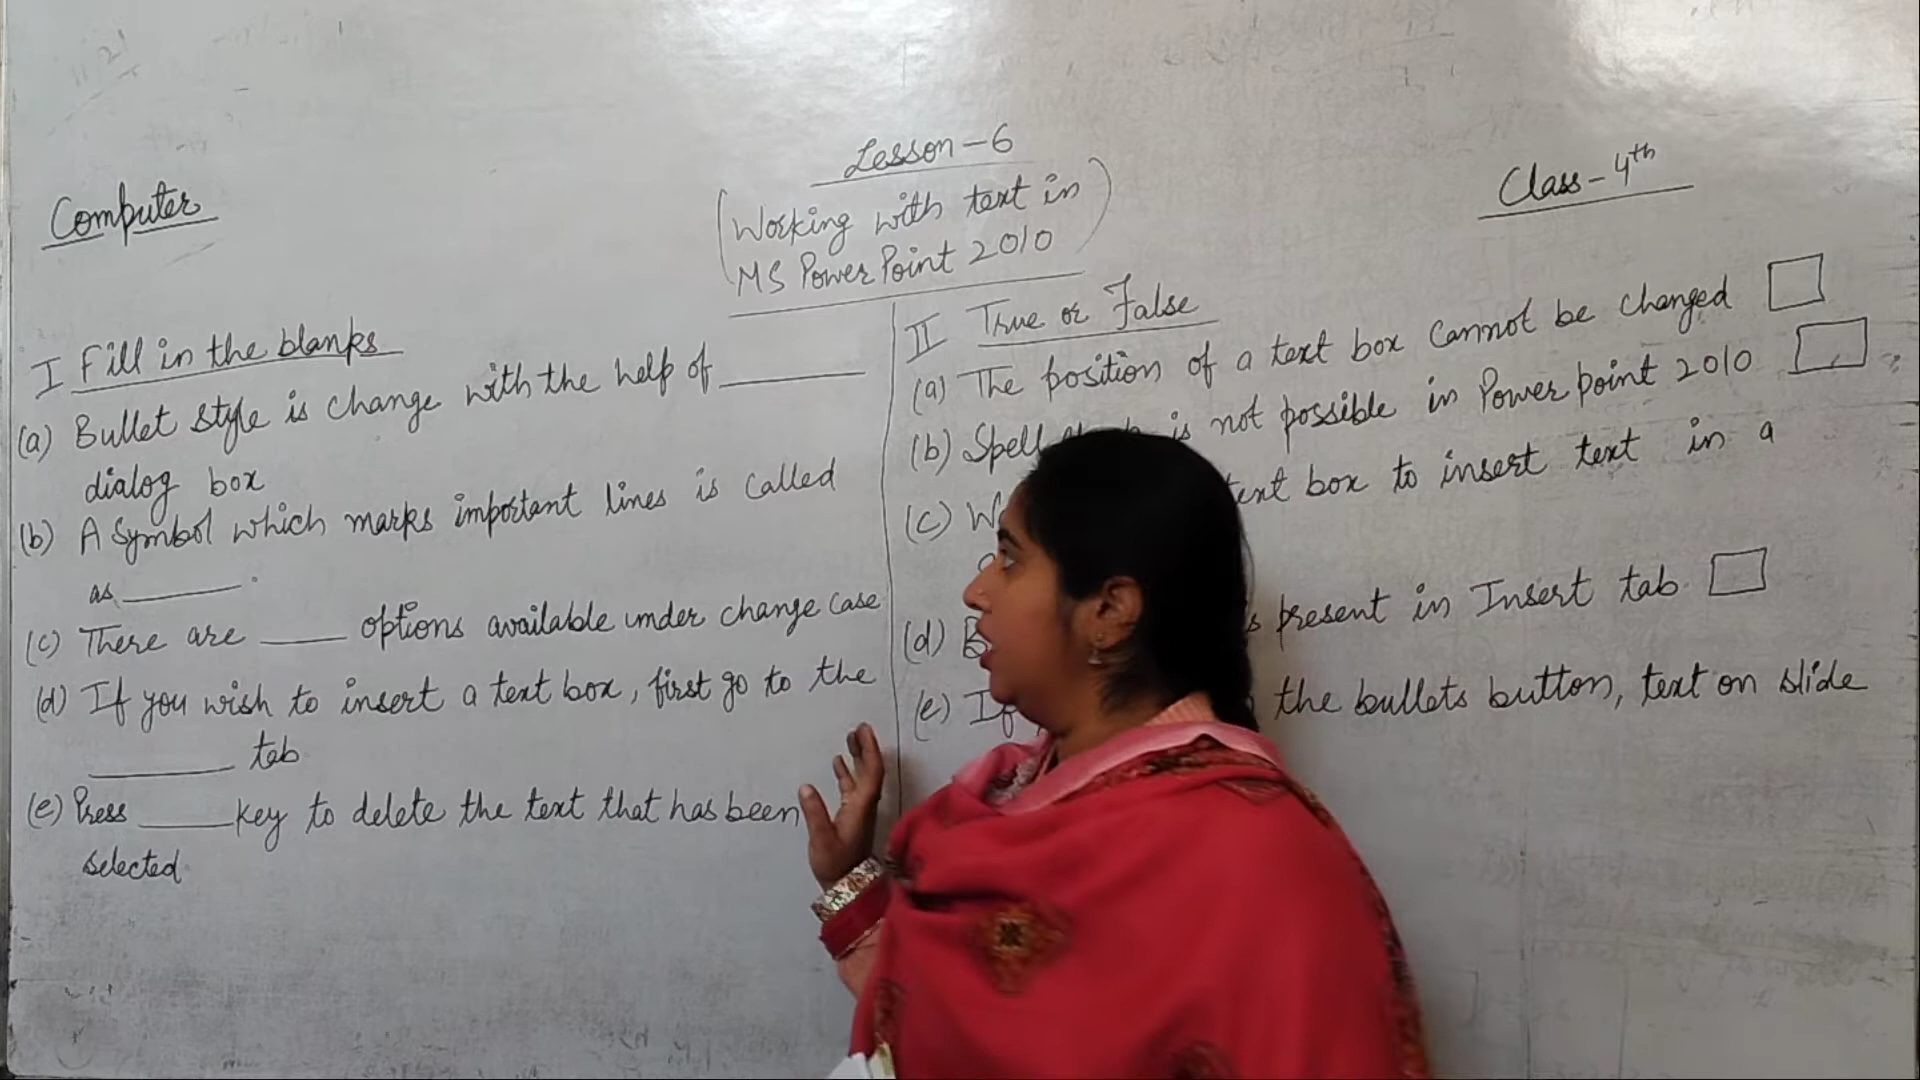 Computer
Lesson-6
(Working with text in
MS PowerPoint 2010)
Class-4th
I Fill in the blanks
(a) Bullet style is change with the help of ______
dialog box
(b) A Symbol which marks important lines is called
as ______.
(c) There are ____ options available under change case
(d) If you wish to insert a text box, first go to the
______ tab
(e) Press ____ key to delete the text that has been
selected
II True or False
(a) The position of a text box cannot be changed
(b) Spell is not possible in Power point 2010
(c) text box to insert text in a
(d) present in Insert tab
(e) If the bullets button, text on slide